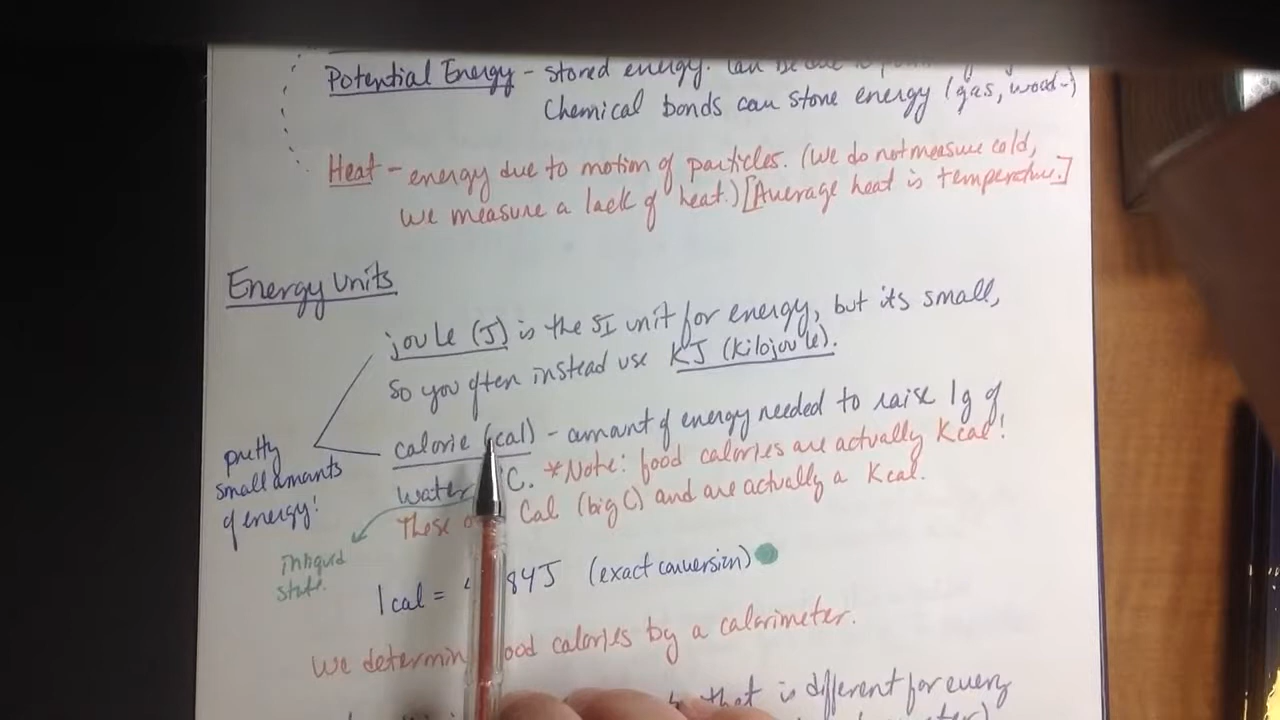 Potential Energy - stored energy. Can be due to
Chemical bonds can store energy (gas, wood-)
Heat - energy due to motion of particles. (We do not measure cold,
we measure a lack of heat.) [Average heat is temperature.]
Energy Units
joule (J) is the SI unit for energy, but its small,
so you often instead use KJ (Kilojoule).
calorie (cal) - amount of energy needed to raise 1g of
water °C. *Note: food calories are actually Kcal!
These Cal (big C) and are actually a Kcal.
pretty
small amounts
of energy!
in liquid
state.
1 cal = 84J (exact conversion)
We determin ood calories by a calorimeter.
that is different for every